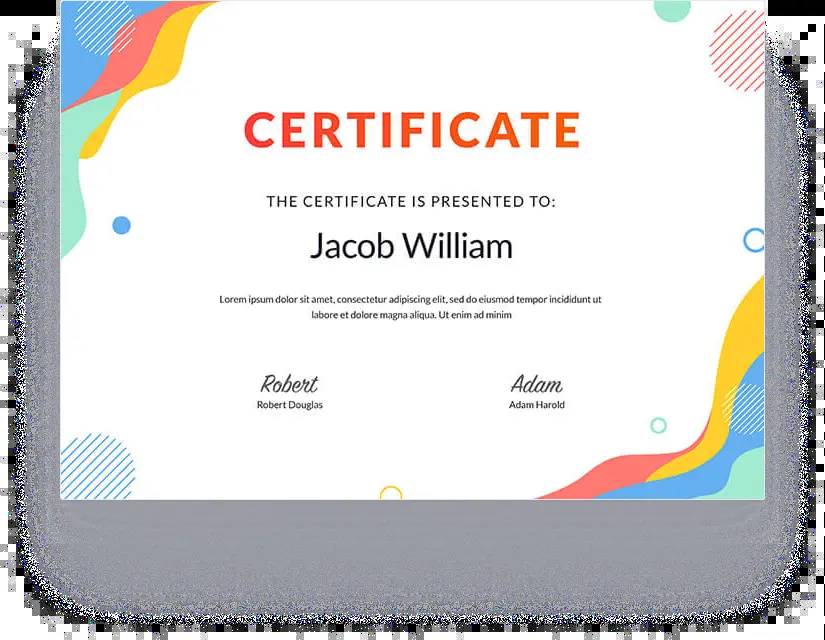 CERTIFICATE
THE CERTIFICATE IS PRESENTED TO:
Jacob William
Lorem ipsum dolor sit amet, consectetur adipiscing elit, sed do eiusmod tempor incididunt ut
labore et dolore magna aliqua. Ut enim ad minim
Robert Adam
Robert Douglas Adam Harold